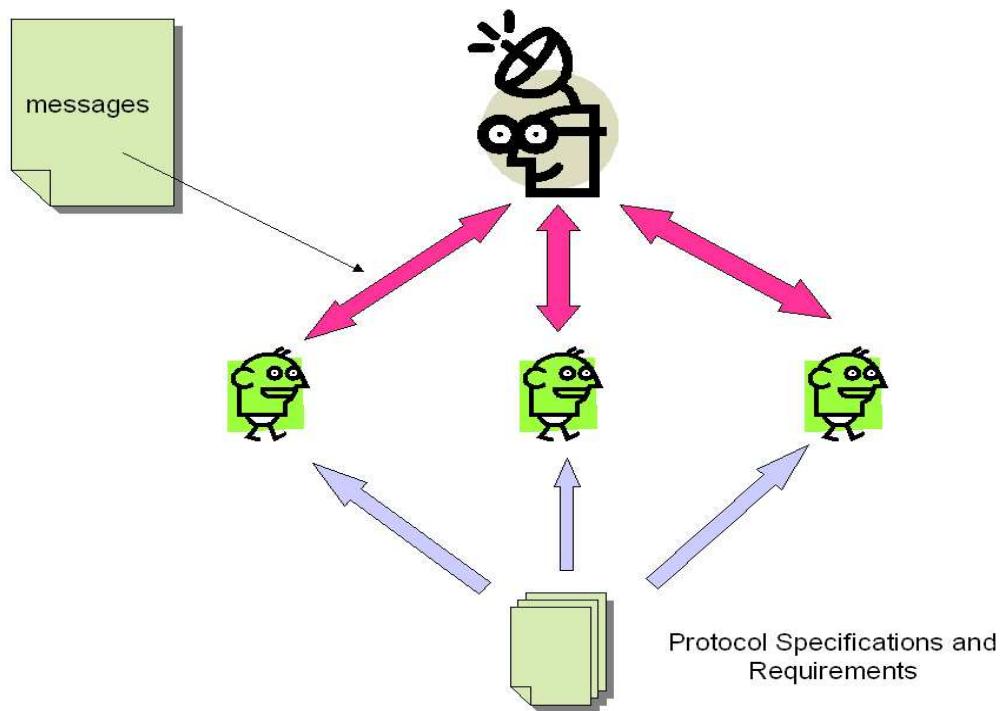 messages
Protocol Specifications and
Requirements